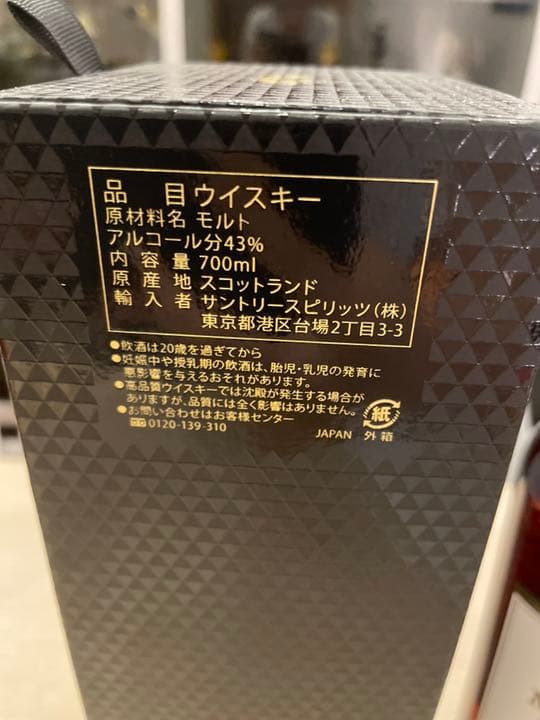 品 目 ウイスキー
原材料名 モルト
アルコール分43%
内容量 700ml
原産地 スコットランド
輸入者 サントリースピリッツ(株)
東京都港区台場2丁目3-3
●飲酒は20歳を過ぎてから
●妊娠中や授乳期の飲酒は、胎児・乳児の発育に
悪影響を与えるおそれがあります。
●高品質ウイスキーでは沈殿が発生する場合が
ありますが、品質には全く影響はありません。
●お問い合わせはお客様センター
0120-139-310
紙
JAPAN 外箱